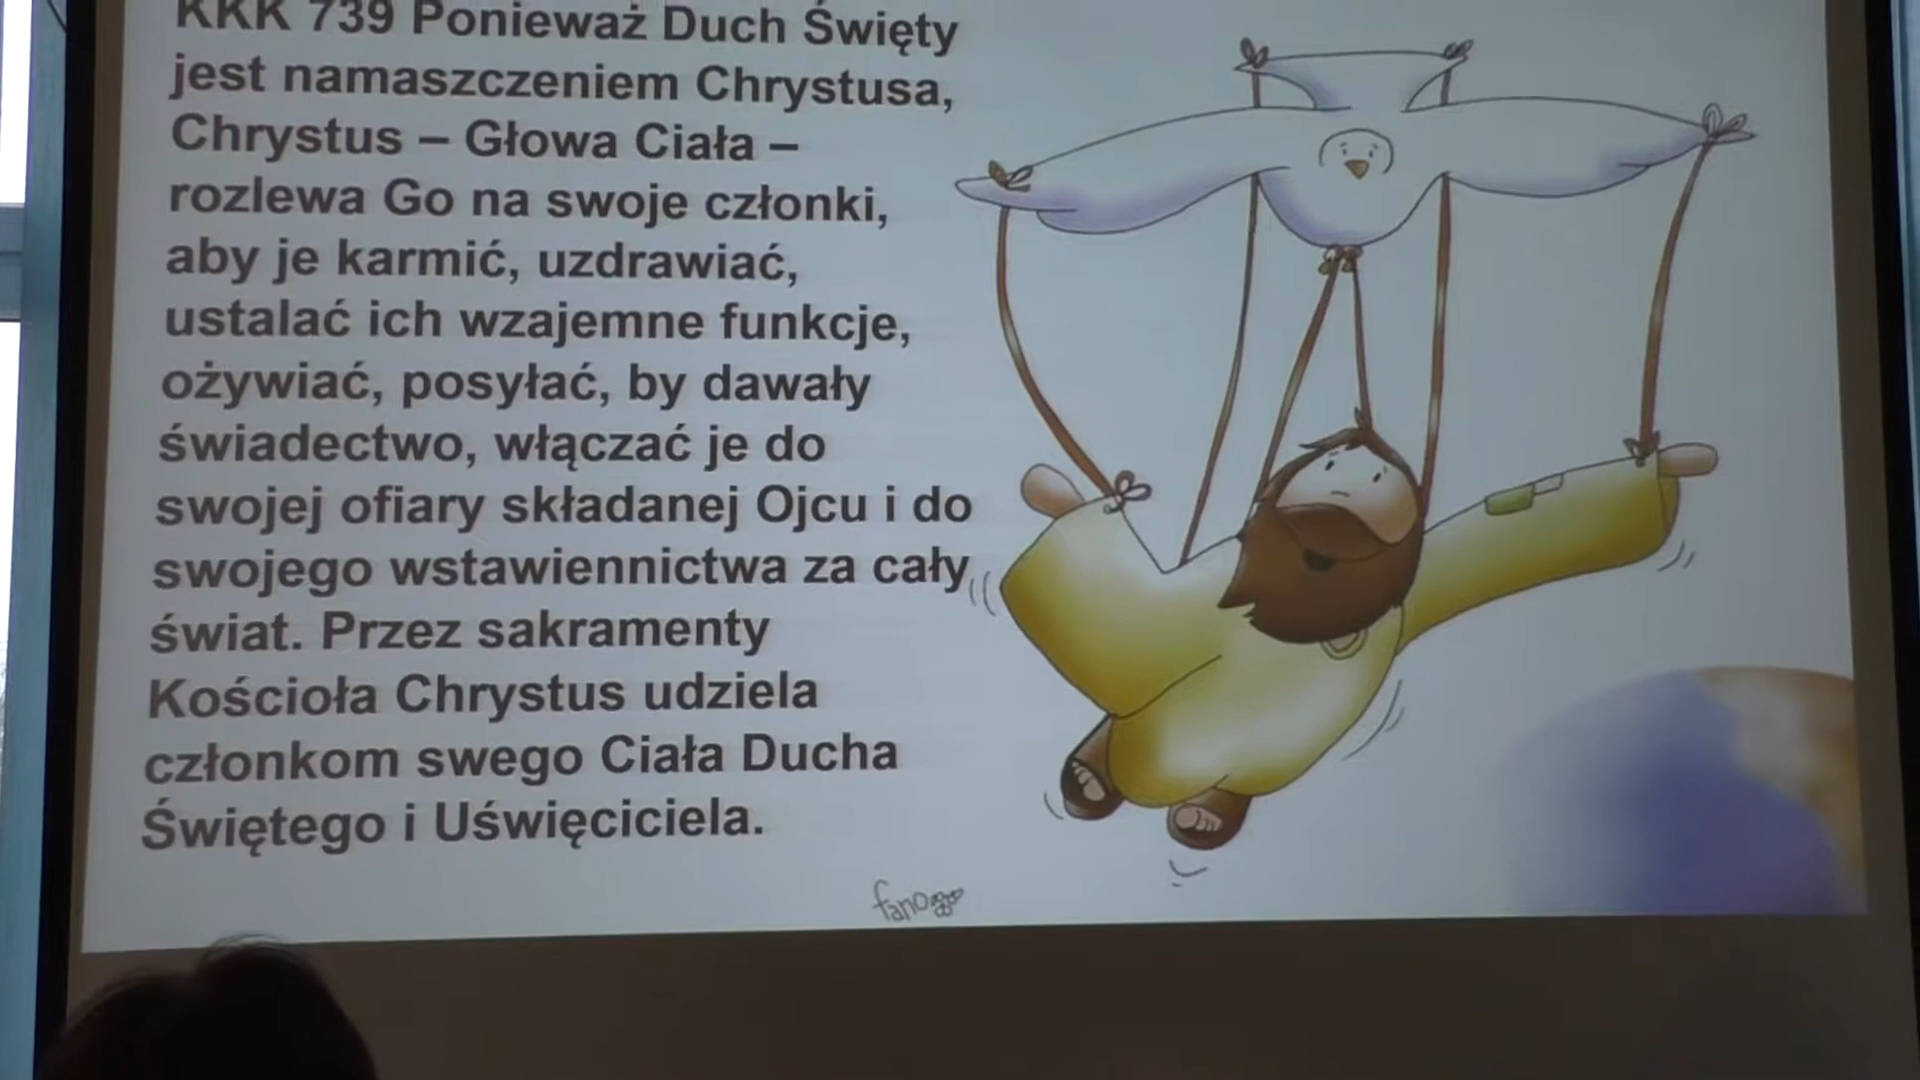 KKK 739 Ponieważ Duch Święty
jest namaszczeniem Chrystusa,
Chrystus – Głowa Ciała –
rozlewa Go na swoje członki,
aby je karmić, uzdrawiać,
ustalać ich wzajemne funkcje,
ożywiać, posyłać, by dawały
świadectwo, włączać je do
swojej ofiary składanej Ojcu i do
swojego wstawiennictwa za cały
świat. Przez sakramenty
Kościoła Chrystus udziela
członkom swego Ciała Ducha
Świętego i Uświęciciela.
fano